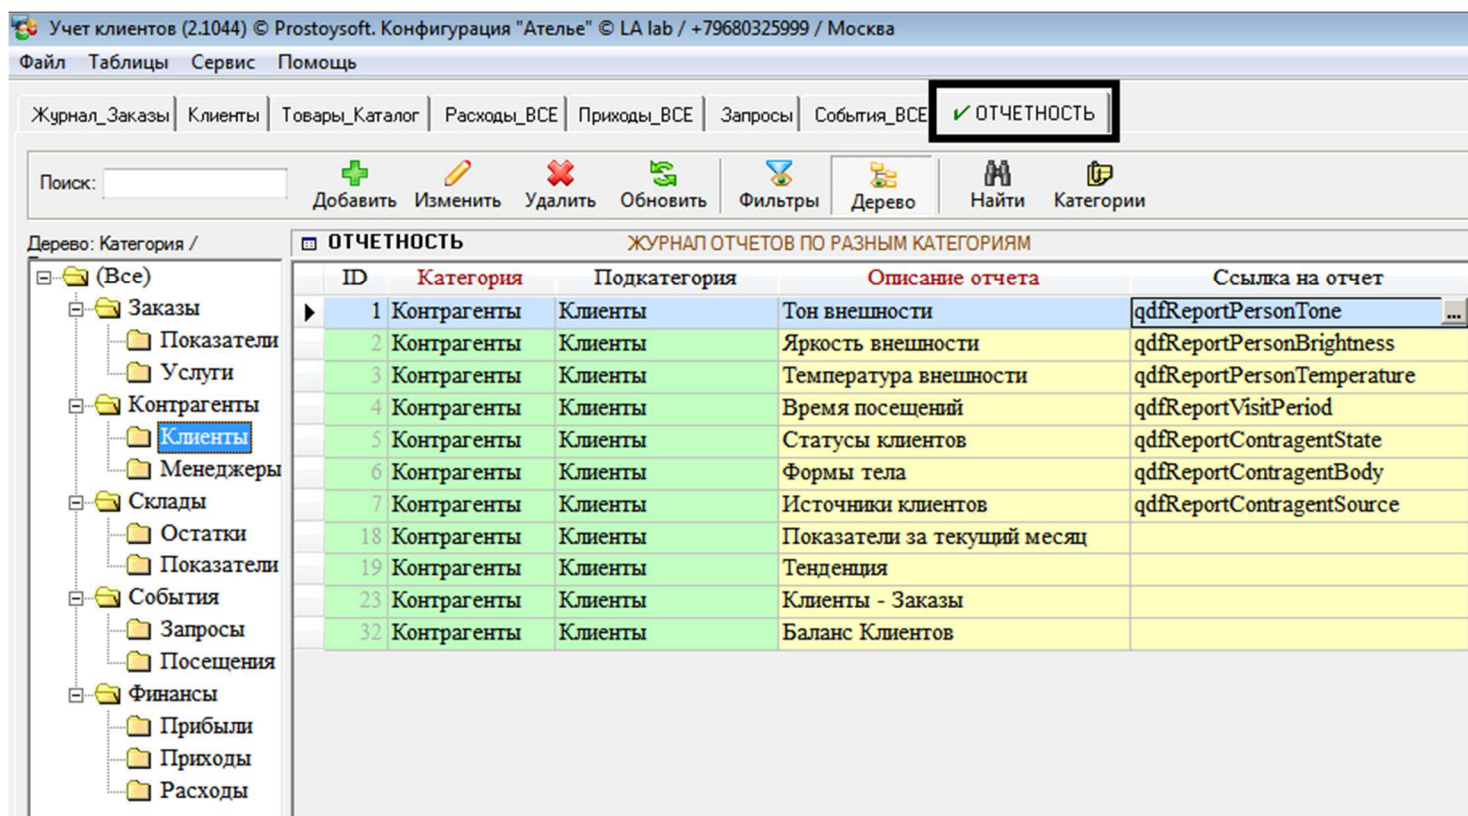 Учет клиентов (2.1044) © Prostoysoft. Конфигурация "Ателье" © LA lab / +79680325999 / Москва
Файл Таблицы Сервис Помощь
Журнал_Заказы Клиенты Товары_Каталог Расходы_ВСЕ Приходы_ВСЕ Запросы События_ВСЕ ОТЧЕТНОСТЬ
Поиск: Добавить Изменить Удалить Обновить Фильтры Дерево Найти Категории
Дерево: Категория /
(Все)
Заказы
Показатели
Услуги
Контрагенты
Клиенты
Менеджеры
Склады
Остатки
Показатели
События
Запросы
Посещения
Финансы
Прибыли
Приходы
Расходы
ОТЧЕТНОСТЬ ЖУРНАЛ ОТЧЕТОВ ПО РАЗНЫМ КАТЕГОРИЯМ
ID Категория Подкатегория Описание отчета Ссылка на отчет
1 Контрагенты Клиенты Тон внешности qdfReportPersonTone ...
2 Контрагенты Клиенты Яркость внешности qdfReportPersonBrightness
3 Контрагенты Клиенты Температура внешности qdfReportPersonTemperature
4 Контрагенты Клиенты Время посещений qdfReportVisitPeriod
5 Контрагенты Клиенты Статусы клиентов qdfReportContragentState
6 Контрагенты Клиенты Формы тела qdfReportContragentBody
7 Контрагенты Клиенты Источники клиентов qdfReportContragentSource
18 Контрагенты Клиенты Показатели за текущий месяц
19 Контрагенты Клиенты Тенденция
23 Контрагенты Клиенты Клиенты - Заказы
32 Контрагенты Клиенты Баланс Клиентов